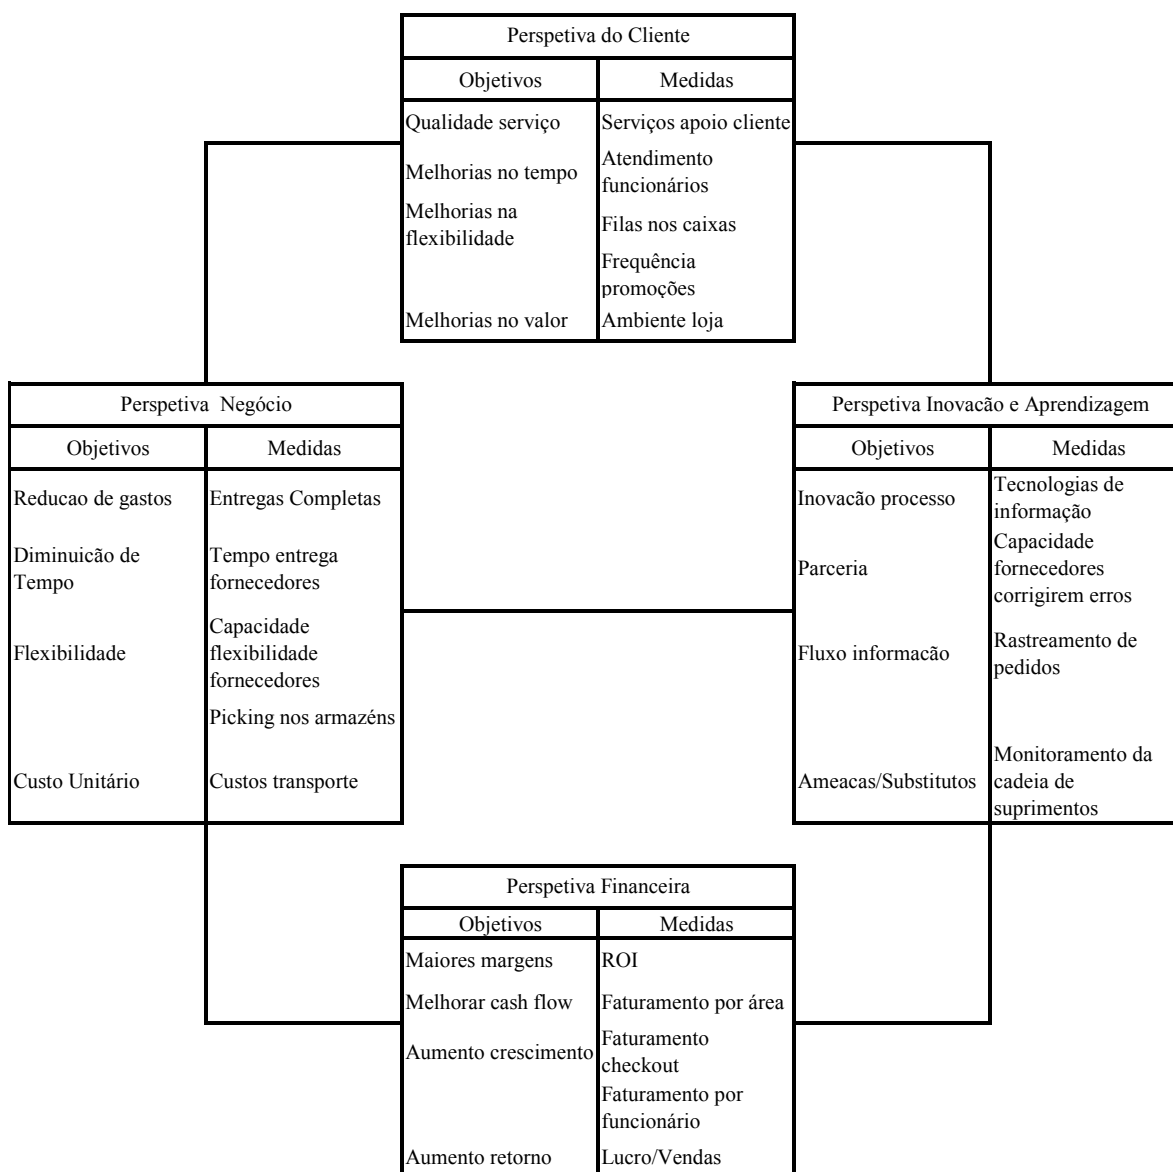 Perspetiva do Cliente
Objetivos Medidas
Qualidade serviço Serviços apoio cliente
Melhorias no tempo Atendimento
funcionários
Melhorias na
flexibilidade Filas nos caixas
Frequência
promoções
Melhorias no valor Ambiente loja
Perspetiva Negócio
Objetivos Medidas
Reducao de gastos Entregas Completas
Diminuicão de
Tempo Tempo entrega
fornecedores
Flexibilidade Capacidade
flexibilidade
fornecedores
Picking nos armazéns
Custo Unitário Custos transporte
Perspetiva Inovacão e Aprendizagem
Objetivos Medidas
Inovacão processo Tecnologias de
informação
Parceria Capacidade
fornecedores
corrigirem erros
Fluxo informacão Rastreamento de
pedidos
Ameacas/Substitutos Monitoramento da
cadeia de
suprimentos
Perspetiva Financeira
Objetivos Medidas
Maiores margens ROI
Melhorar cash flow Faturamento por área
Aumento crescimento Faturamento
checkout
Faturamento por
funcionário
Aumento retorno Lucro/Vendas